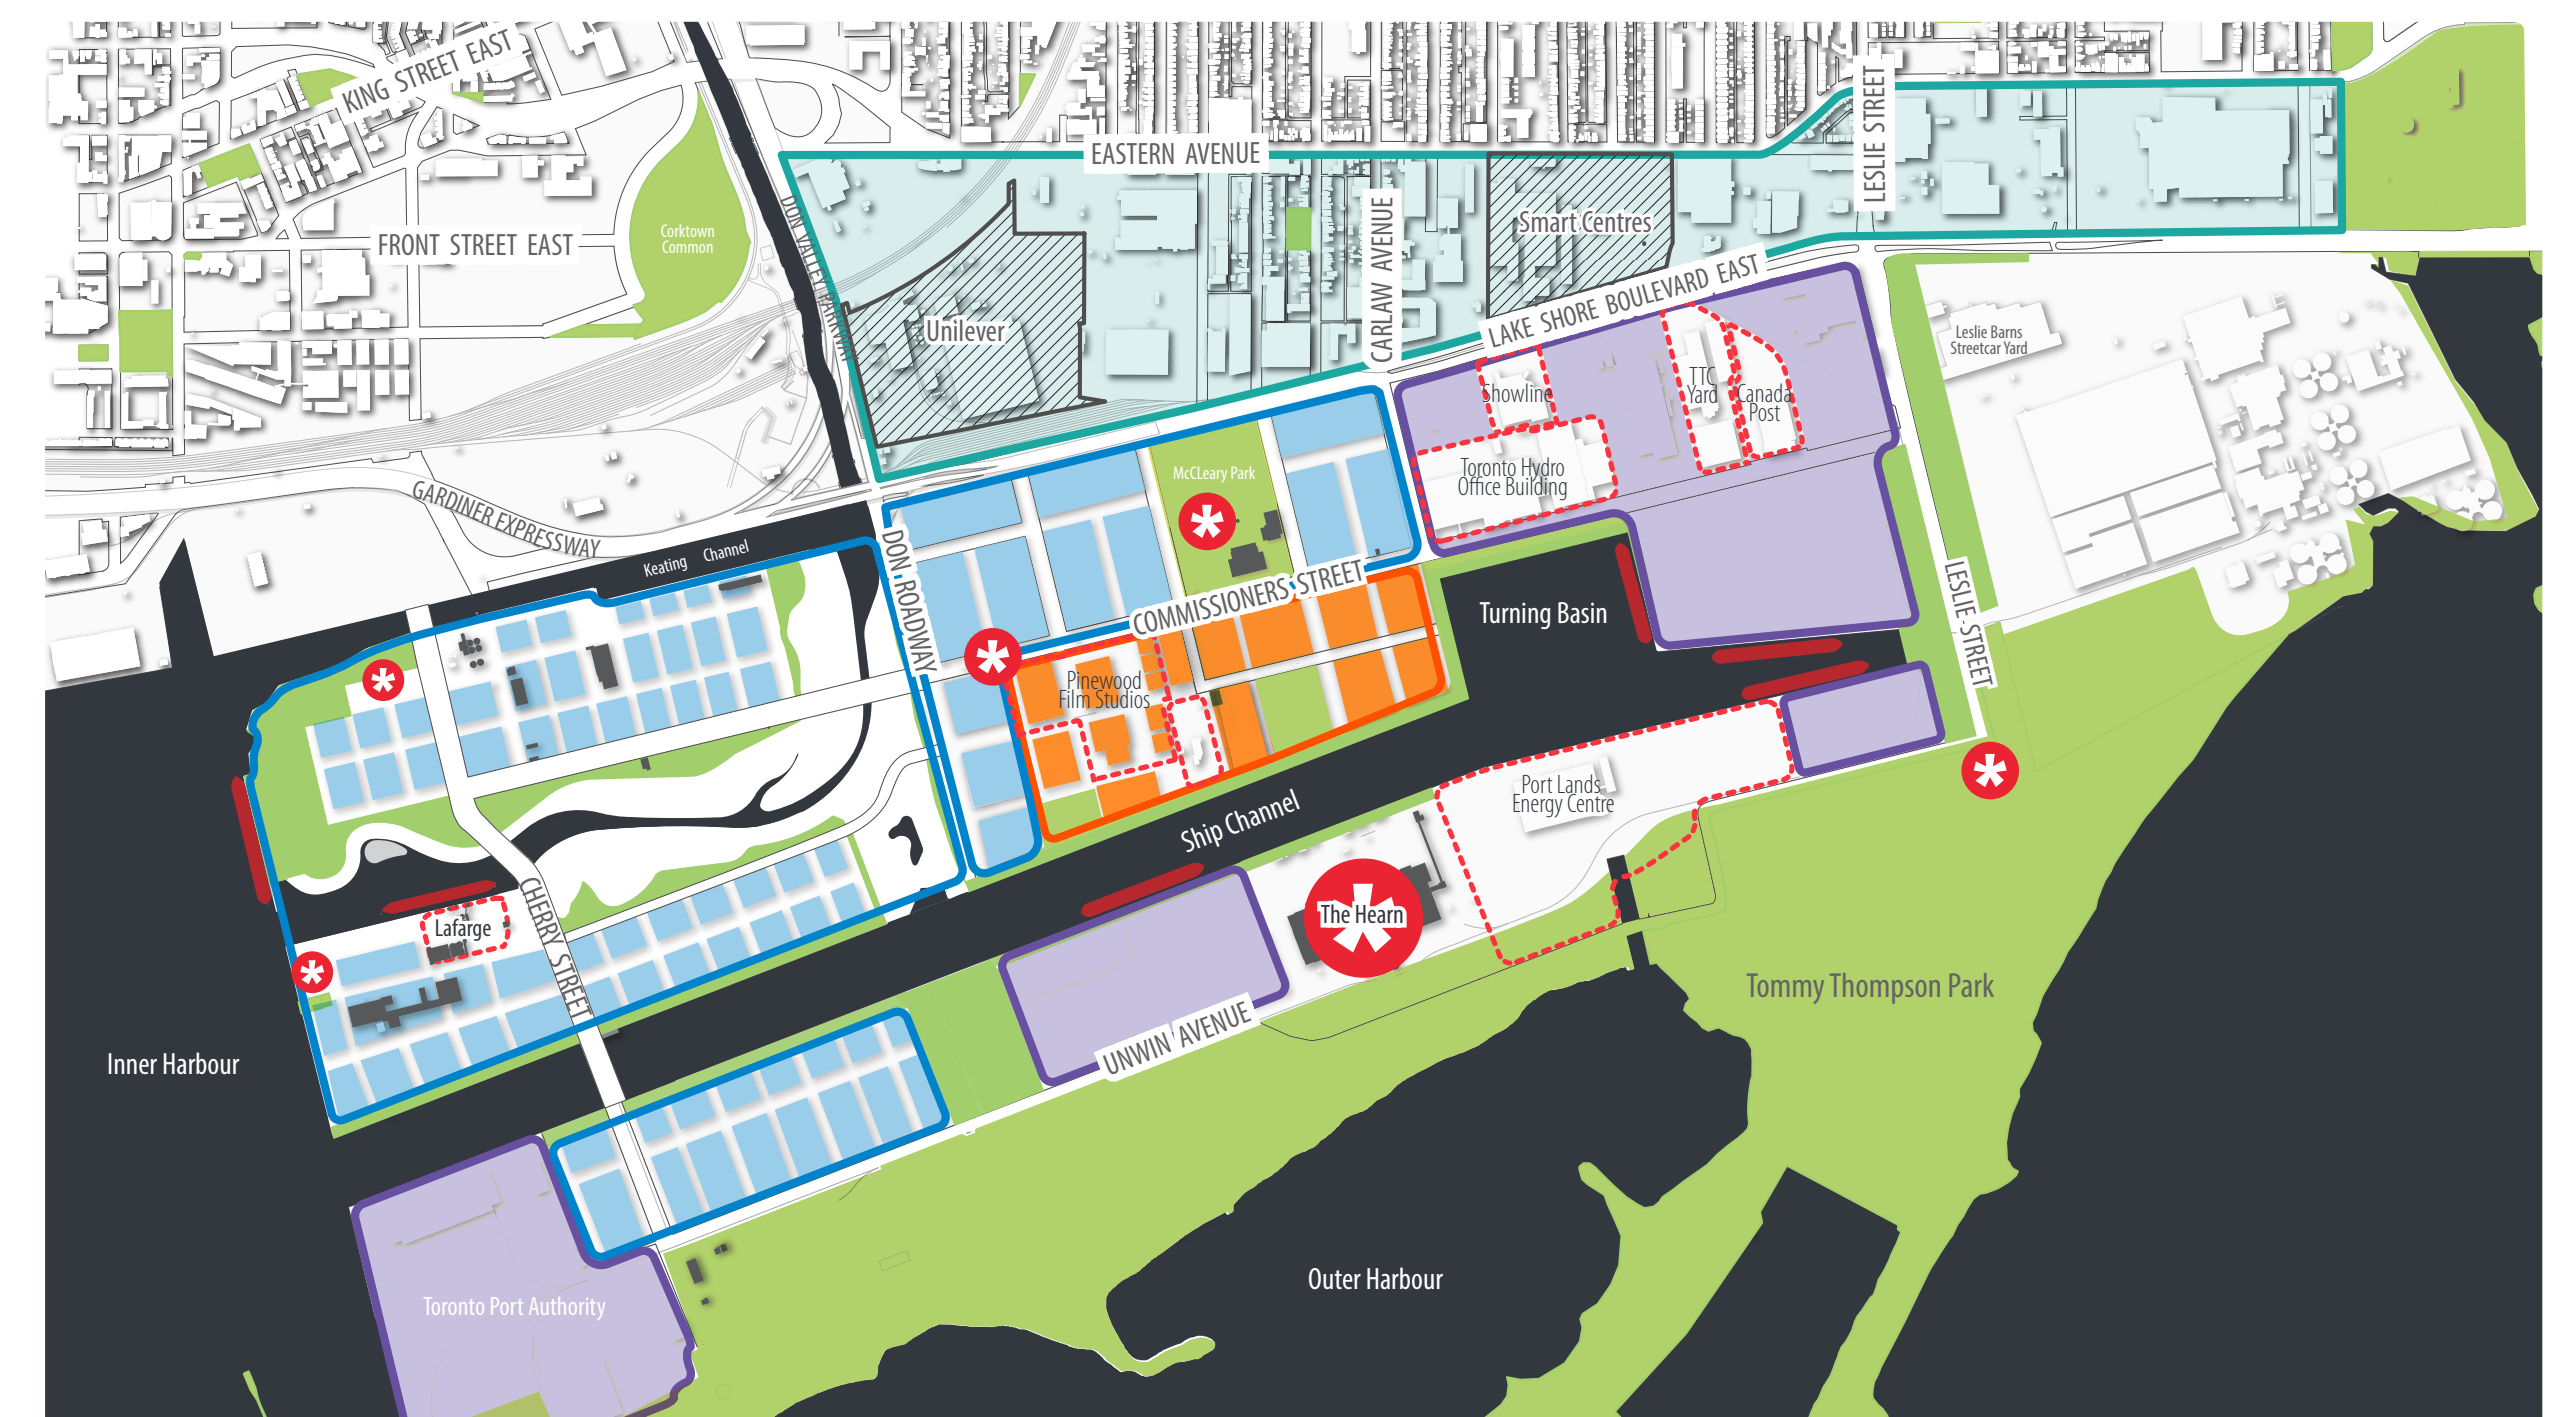 KING STREET EAST
LESLIE STREET
EASTERN AVENUE
Corktown
Common
FRONT STREET EAST
DON VALLEY PARKWAY
CARLAW AVENUE
Smart Centres
Unilever
LAKE SHORE BOULEVARD EAST
Leslie Barns
Streetcar Yard
Showline
TTC
Yard
Canada
Post
McCleary Park
Toronto Hydro
Office Building
GARDINER EXPRESSWAY
Keating Channel
DON ROADWAY
COMMISSIONERS STREET
Turning Basin
LESLIE STREET
Pinewood
Film Studios
Port Lands
Energy Centre
Ship Channel
The Hearn
Lafarge
CHERRY STREET
Tommy Thompson Park
UNWIN AVENUE
Inner Harbour
Outer Harbour
Toronto Port Authority